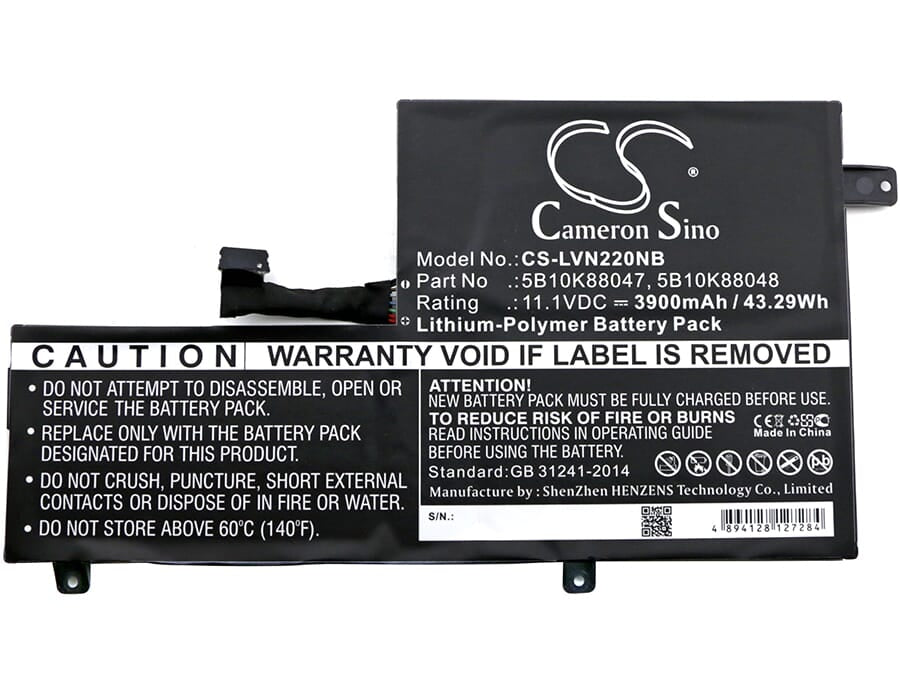 CS
®
Cameron Sino
Model No.:CS-LVN220NB
Part No :5B10K88047, 5B10K88048
Rating :11.1VDC ⎓ 3900mAh / 43.29Wh
Lithium-Polymer Battery Pack
CAUTION WARRANTY VOID IF LABEL IS REMOVED
• DO NOT ATTEMPT TO DISASSEMBLE, OPEN OR
SERVICE THE BATTERY PACK.
• REPLACE ONLY WITH THE BATTERY PACK
DESIGNATED FOR THIS PRODUCT.
• DO NOT CRUSH, PUNCTURE, SHORT EXTERNAL
CONTACTS OR DISPOSE OF IN FIRE OR WATER.
• DO NOT STORE ABOVE 60°C (140°F).
ATTENTION!
NEW BATTERY PACK MUST BE FULLY CHARGED BEFORE USE.
TO REDUCE RISK OF FIRE OR BURNS
READ INSTRUCTIONS IN OPERATING GUIDE
BEFORE USING THE BATTERY.
CE
Made In China
Standard:GB 31241-2014
Pb
Manufacture by : ShenZhen HENZENS Technology Co., Limited
S/N.:
4 894128 127284